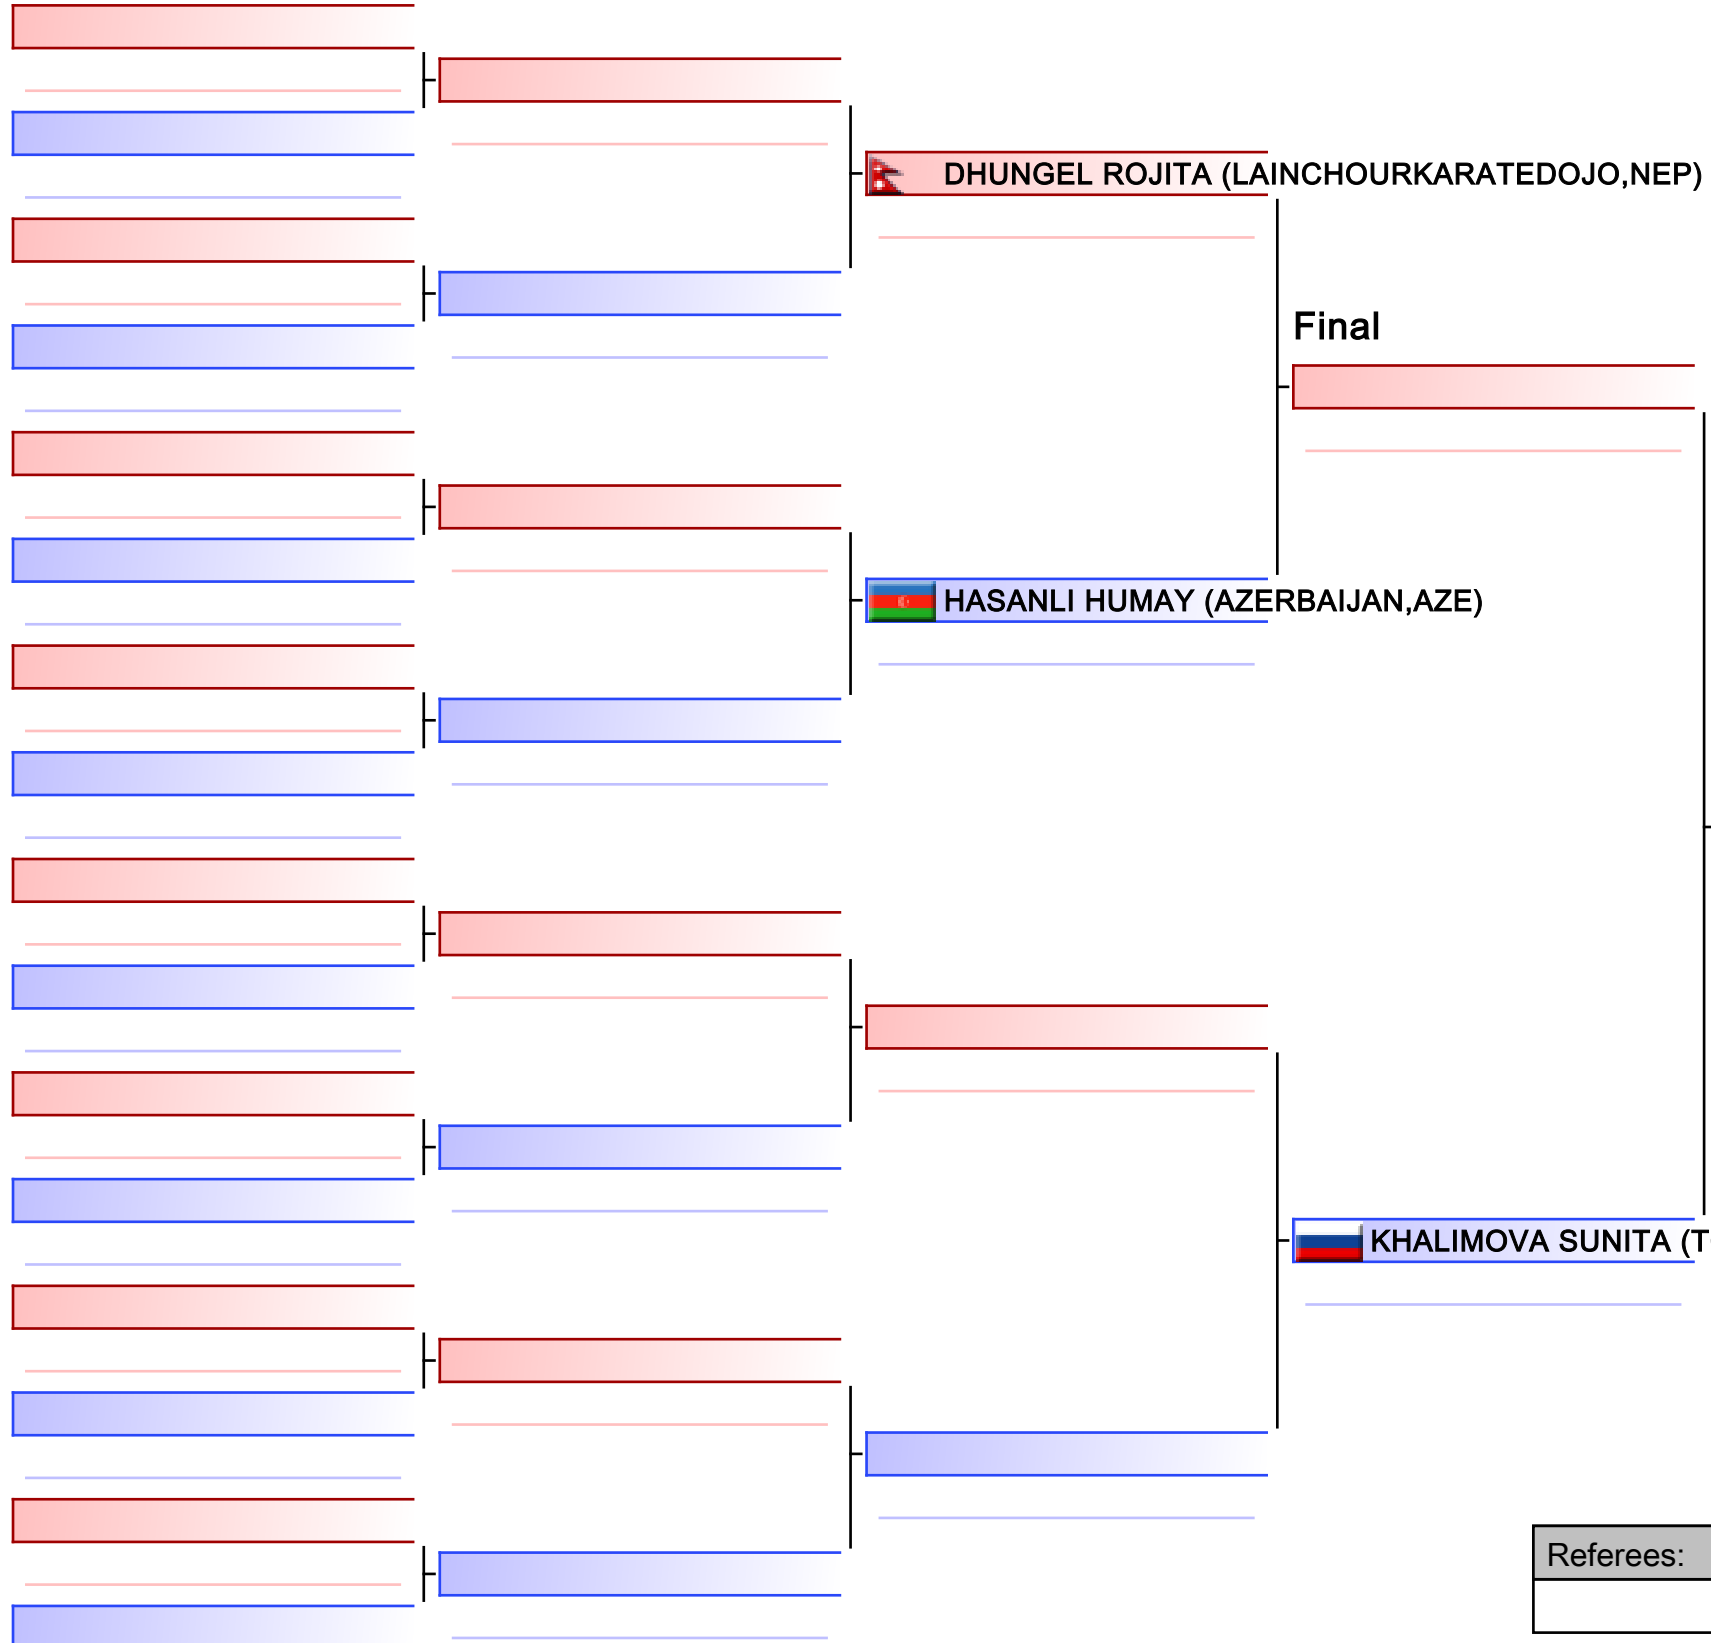 DHUNGEL ROJITA (LAINCHOURKARATEDOJO,NEP)
Final
HASANLI HUMAY (AZERBAIJAN,AZE)
KHALIMOVA SUNITA
Referees: